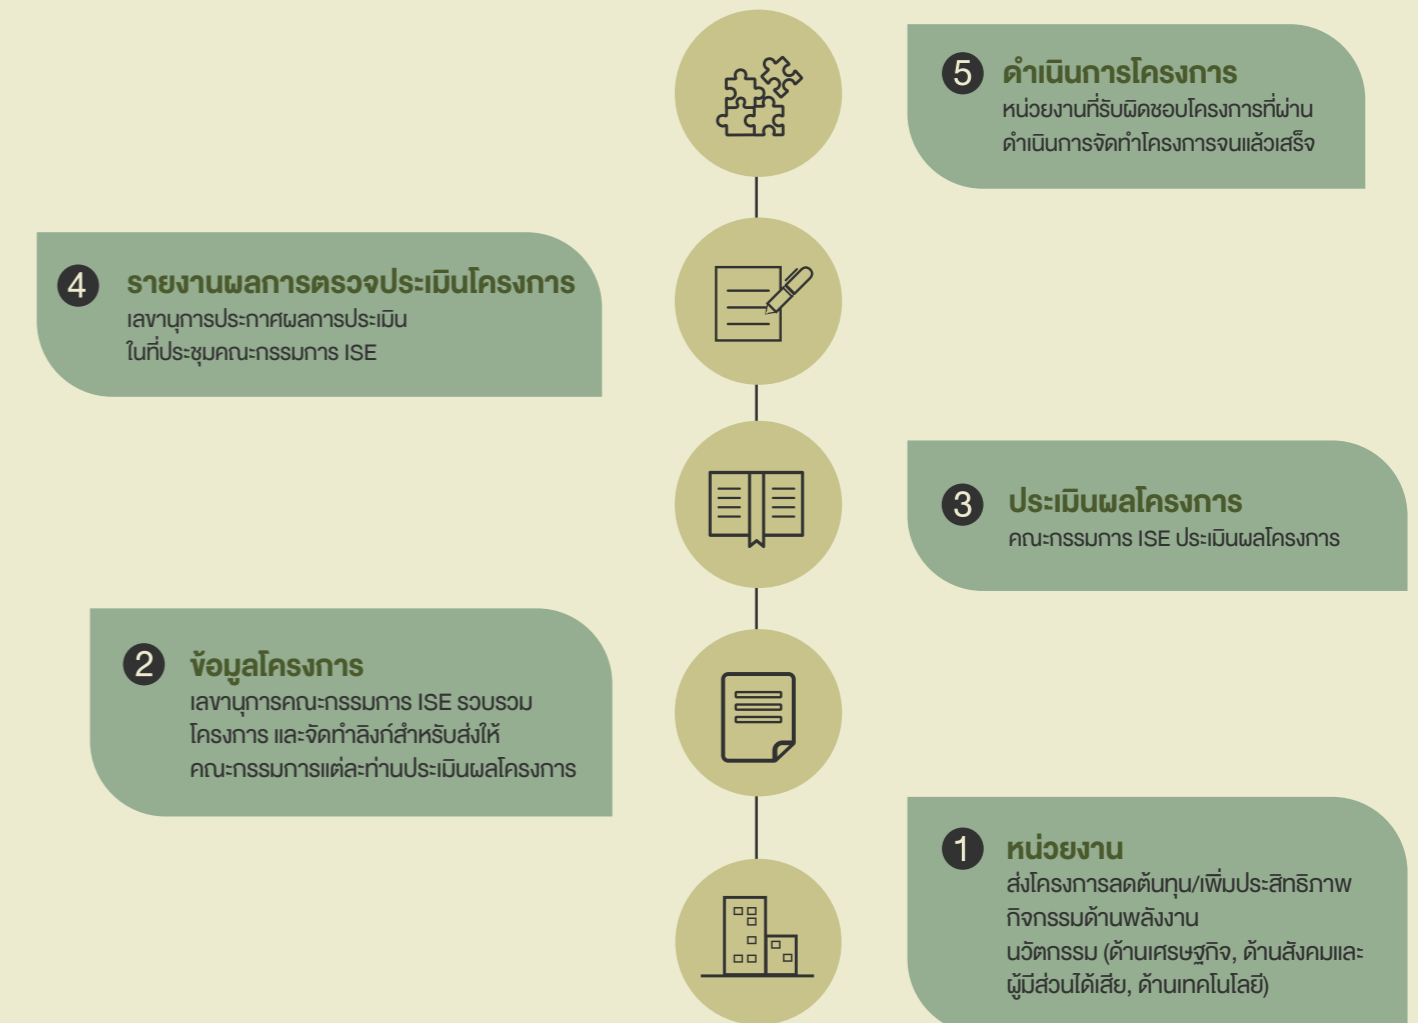 5 ดำเนินการโครงการ
หน่วยงานที่รับผิดชอบโครงการที่ผ่าน
ดำเนินการจัดทำโครงการจนแล้วเสร็จ
4 รายงานผลการตรวจประเมินโครงการ
เลขานุการประกาศผลการประเมิน
ในที่ประชุมคณะกรรมการ ISE
3 ประเมินผลโครงการ
คณะกรรมการ ISE ประเมินผลโครงการ
2 ข้อมูลโครงการ
เลขานุการคณะกรรมการ ISE รวบรวม
โครงการ และจัดทำลิงก์สำหรับส่งให้
คณะกรรมการแต่ละท่านประเมินผลโครงการ
1 หน่วยงาน
ส่งโครงการลดต้นทุน/เพิ่มประสิทธิภาพ
กิจกรรมด้านพลังงาน
นวัตกรรม (ด้านเศรษฐกิจ, ด้านสังคมและ
ผู้มีส่วนได้เสีย, ด้านเทคโนโลยี)